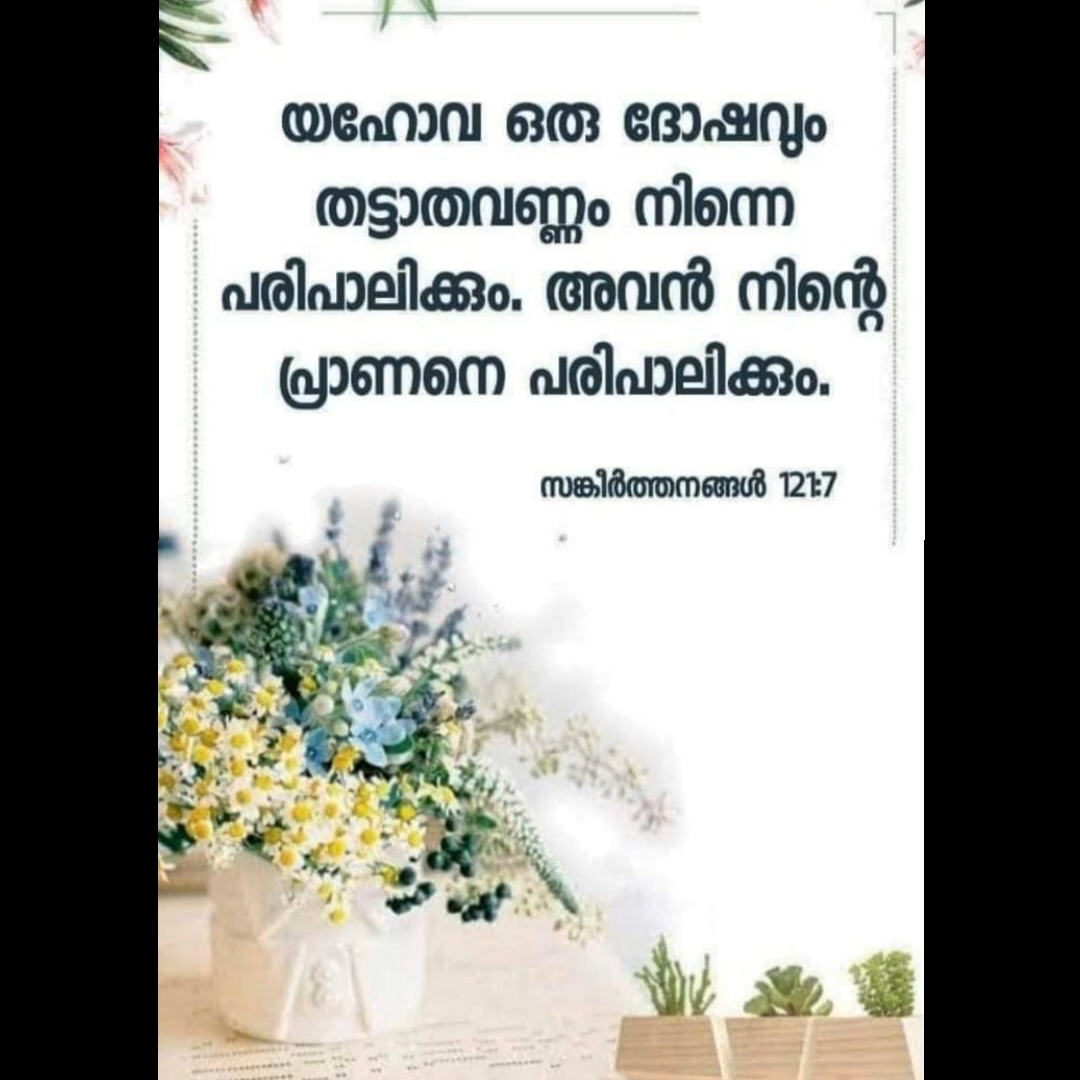 യഹോവ ഒരു ദോഷവും
തട്ടാതവണ്ണം നിന്നെ
പരിപാലിക്കും. അവൻ നിന്റെ
പ്രാണനെ പരിപാലിക്കും.
സങ്കീർത്തനങ്ങൾ 121:7